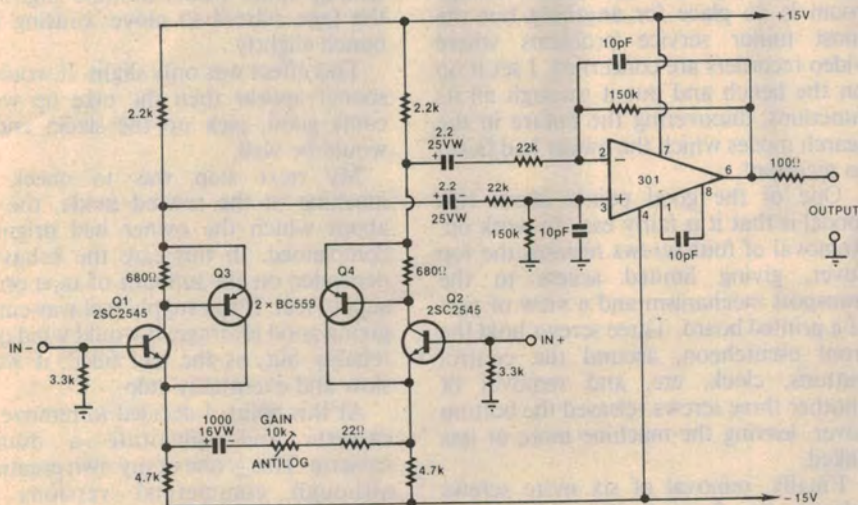 +15V
10pF
2.2k
2.2k
150k
2.2
25VW
22k
2
7
6
100Ω
301
2.2
25VW
22k
3
4
1
8
150k
10pF
10pF
OUTPUT
680Ω
Q3
Q4
680Ω
2 × BC559
Q1
2SC2545
Q2
2SC2545
IN−
IN+
3.3k
3.3k
1000
16VW
GAIN
10k
ANTILOG
22Ω
4.7k
4.7k
−15V